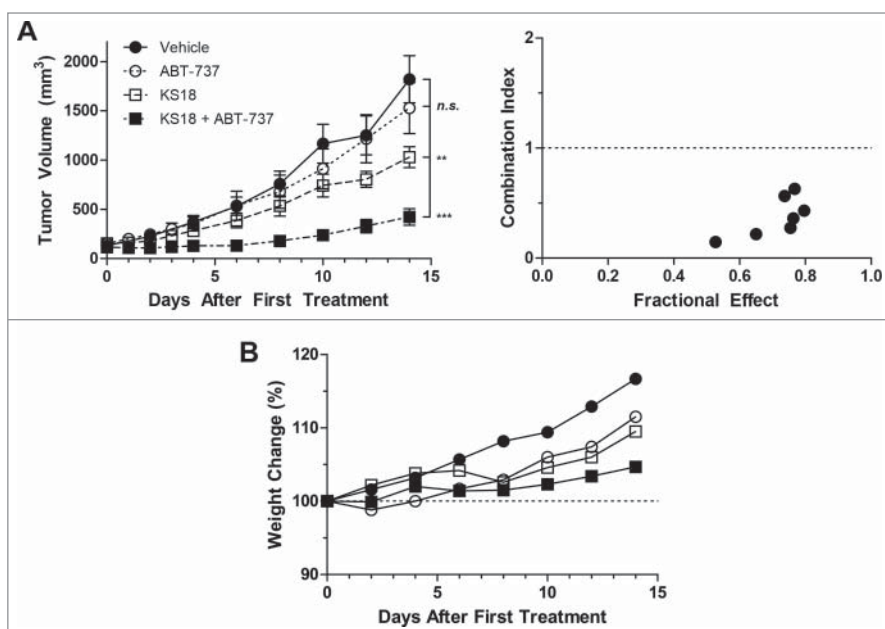 A
Vehicle
ABT-737
KS18
KS18 + ABT-737
Tumor Volume (mm³)
2000
1500
1000
500
0
0
5
10
15
Days After First Treatment
n.s.
**
***
Combination Index
2
1
0
0.0
0.2
0.4
0.6
0.8
1.0
Fractional Effect
B
Weight Change (%)
120
110
100
90
0
5
10
15
Days After First Treatment